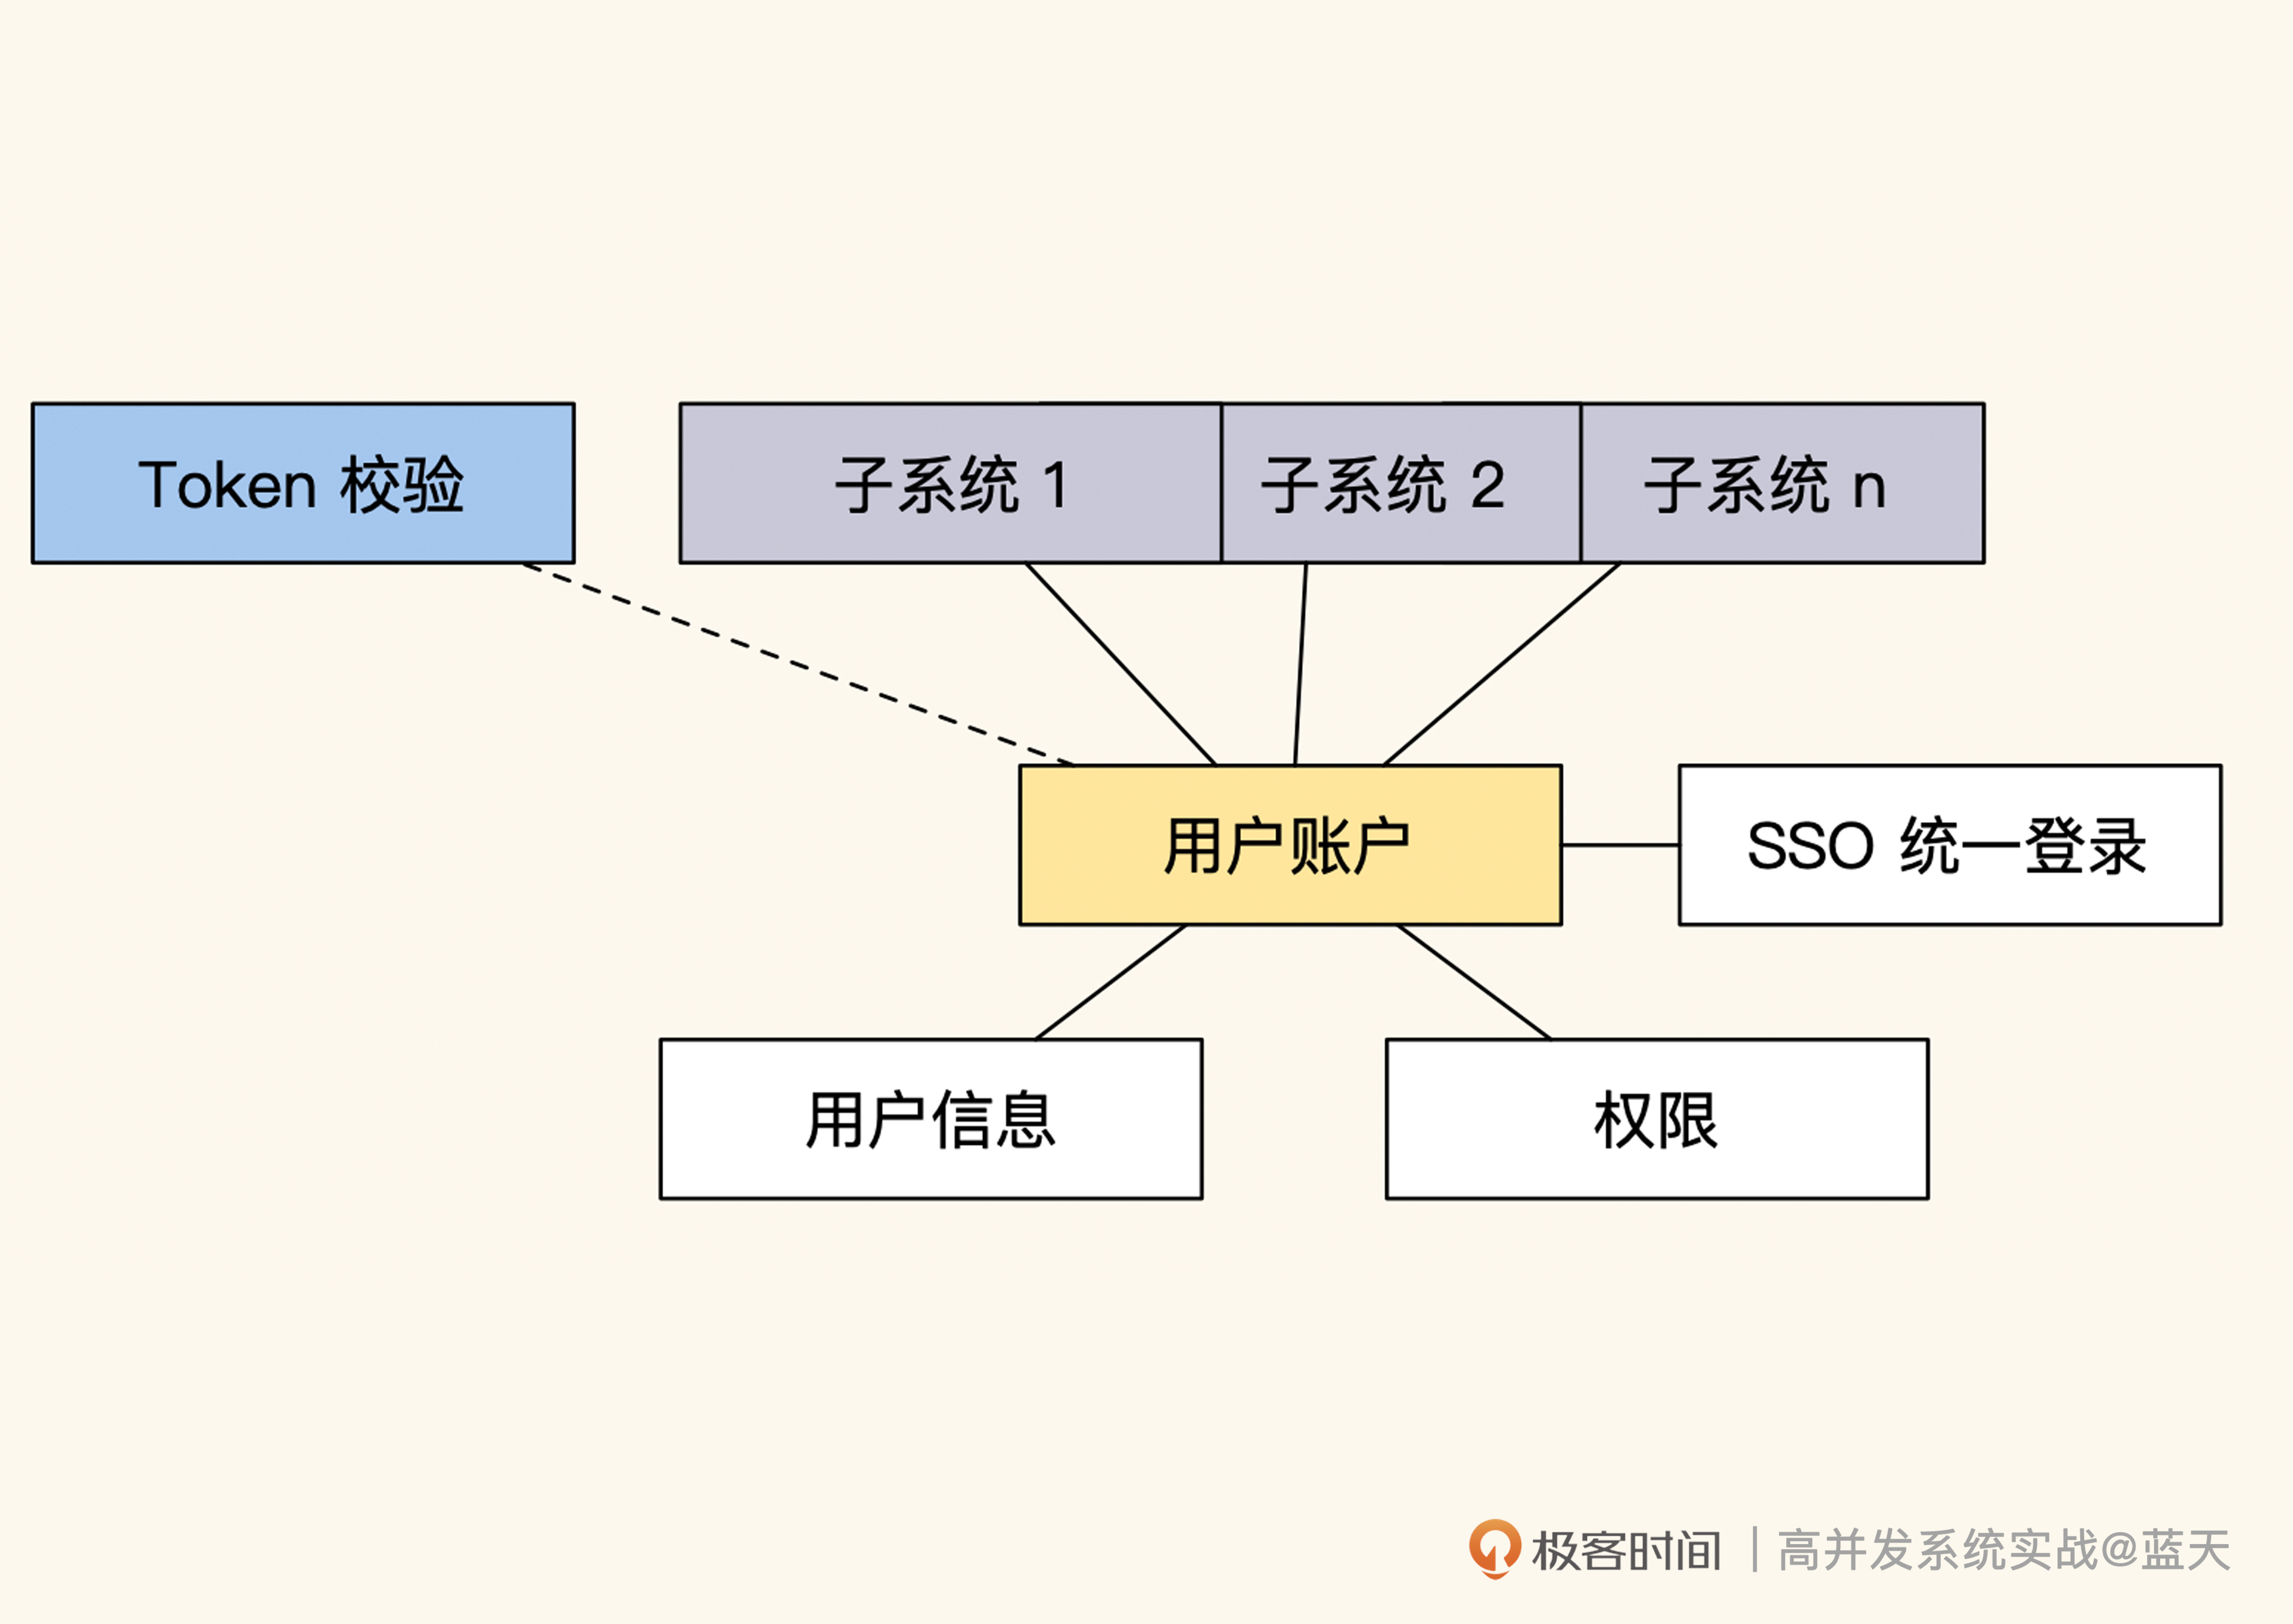 Token 校验
子系统 1
子系统 2
子系统 n
用户账户
SSO 统一登录
用户信息
权限
极客时间 | 高并发系统实战@蓝天